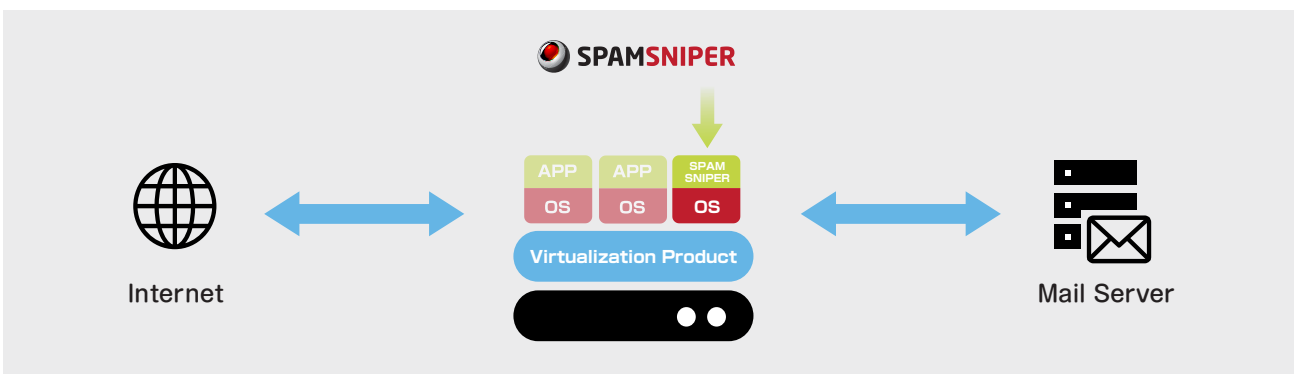 SPAMSNIPER
APP
APP
SPAM
SNIPER
OS
OS
OS
Virtualization Product
Internet
Mail Server